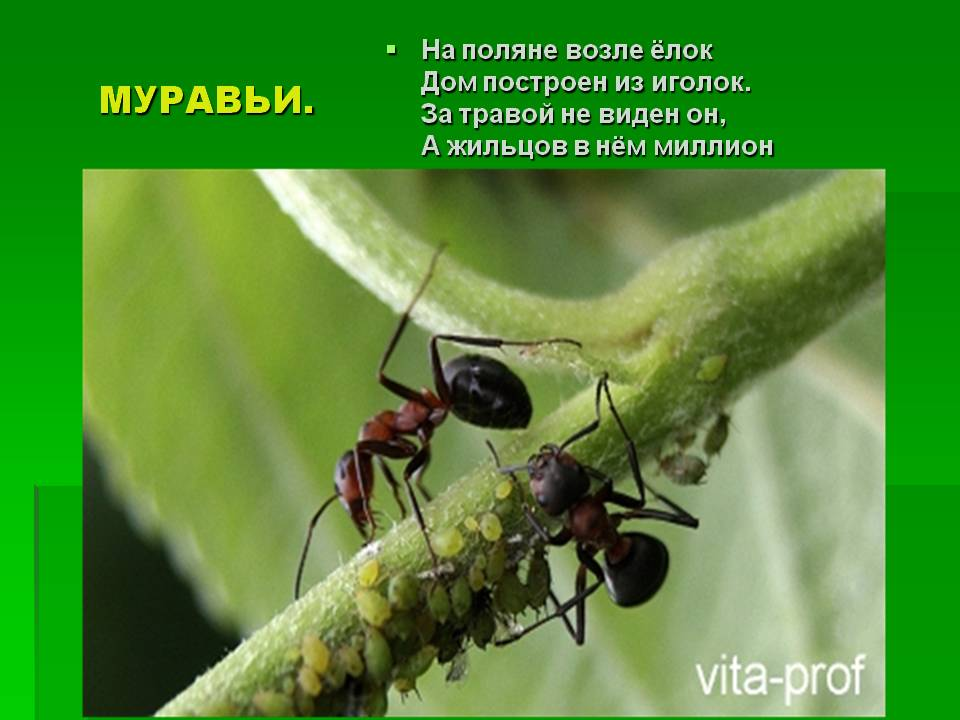 МУРАВЬИ.
На поляне возле ёлок
Дом построен из иголок.
За травой не виден он,
А жильцов в нём миллион
vita-prof